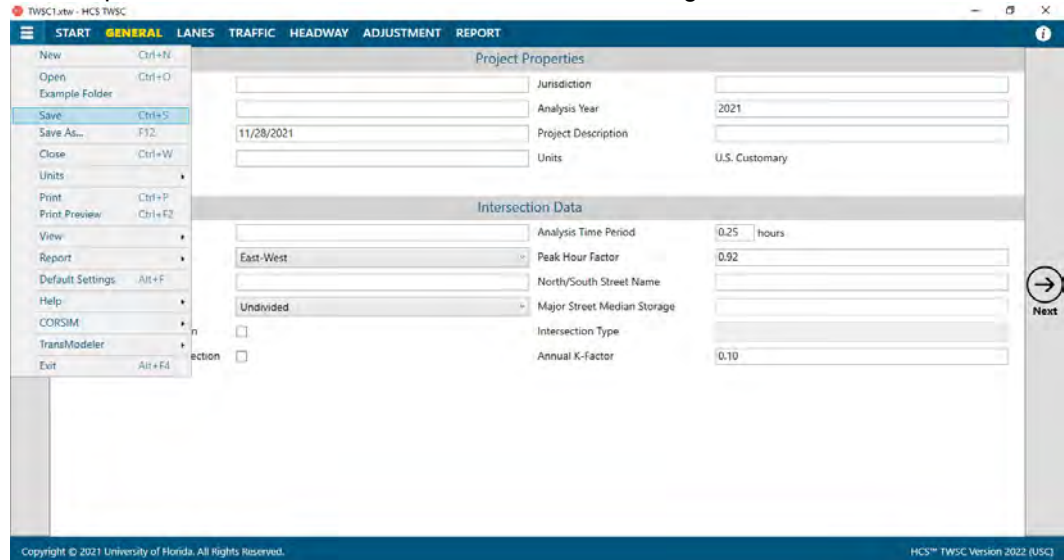 TWSC1.xtw - HCS TWSC
START GENERAL LANES TRAFFIC HEADWAY ADJUSTMENT REPORT
New Ctrl+N
Project Properties
Open Ctrl+O
Jurisdiction
Example Folder
Analysis Year 2021
Save Ctrl+S
Save As... F12
11/28/2021 Project Description
Close Ctrl+W
Units U.S. Customary
Units
Print Ctrl+P
Print Preview Ctrl+F2
Intersection Data
View
Analysis Time Period 0.25 hours
Report
East-West Peak Hour Factor 0.92
Default Settings Alt+F
North/South Street Name
Help
Undivided Major Street Median Storage
Next
CORSIM
n Intersection Type
TransModeler
ection Annual K-Factor 0.10
Exit Alt+F4
Copyright © 2021 University of Florida. All Rights Reserved. HCS™ TWSC Version 2022 (USC)